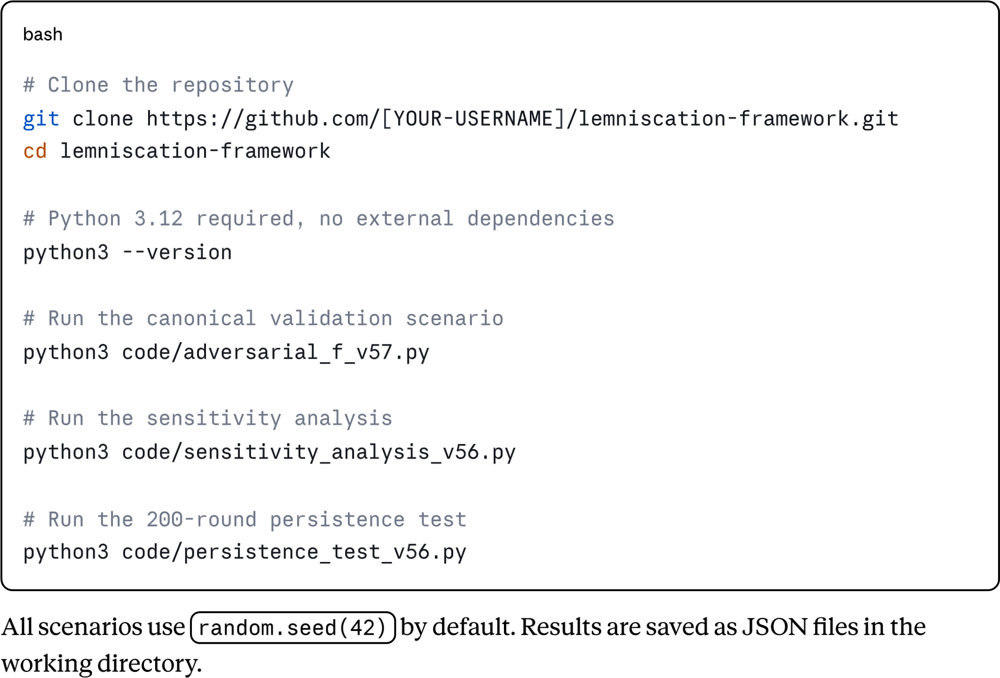 bash
# Clone the repository
git clone https://github.com/[YOUR-USERNAME]/lemniscation-framework.git
cd lemniscation-framework
# Python 3.12 required, no external dependencies
python3 --version
# Run the canonical validation scenario
python3 code/adversarial_f_v57.py
# Run the sensitivity analysis
python3 code/sensitivity_analysis_v56.py
# Run the 200-round persistence test
python3 code/persistence_test_v56.py
All scenarios use random.seed(42) by default. Results are saved as JSON files in the
working directory.